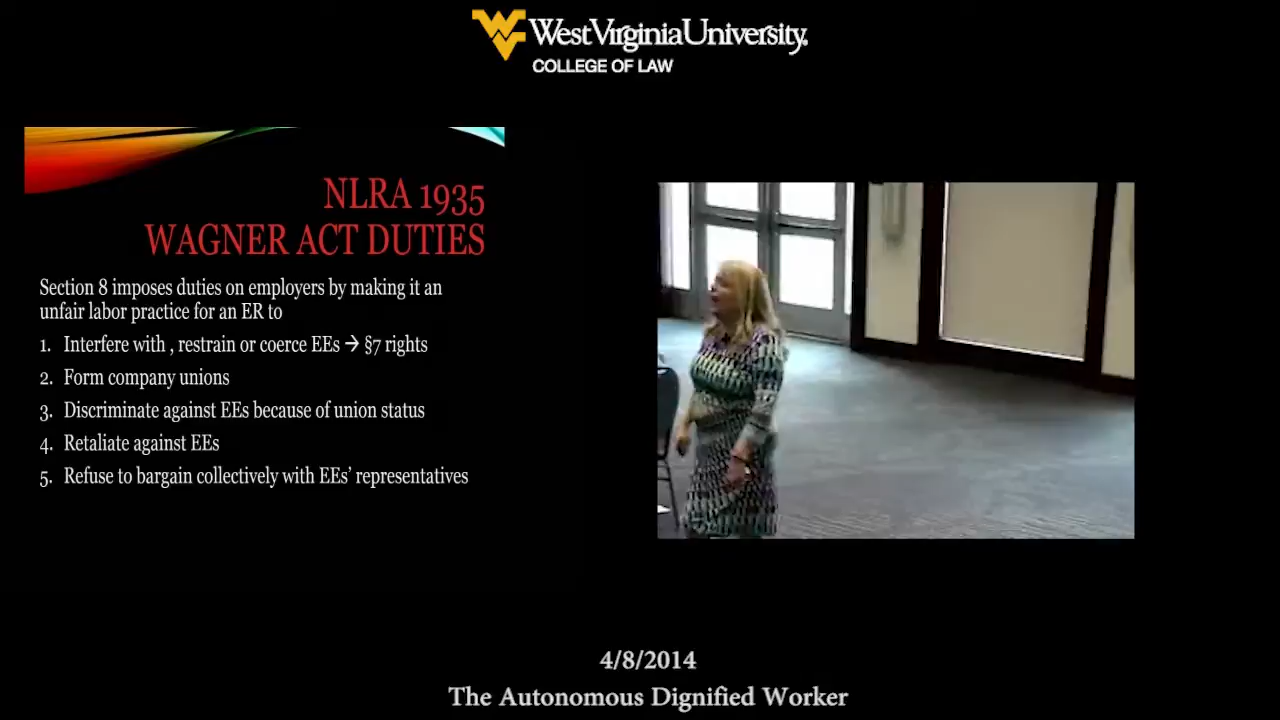 WestVirginiaUniversity.
COLLEGE OF LAW
NLRA 1935
WAGNER ACT DUTIES
Section 8 imposes duties on employers by making it an
unfair labor practice for an ER to
1. Interfere with , restrain or coerce EEs → §7 rights
2. Form company unions
3. Discriminate against EEs because of union status
4. Retaliate against EEs
5. Refuse to bargain collectively with EEs’ representatives
4/8/2014
The Autonomous Dignified Worker